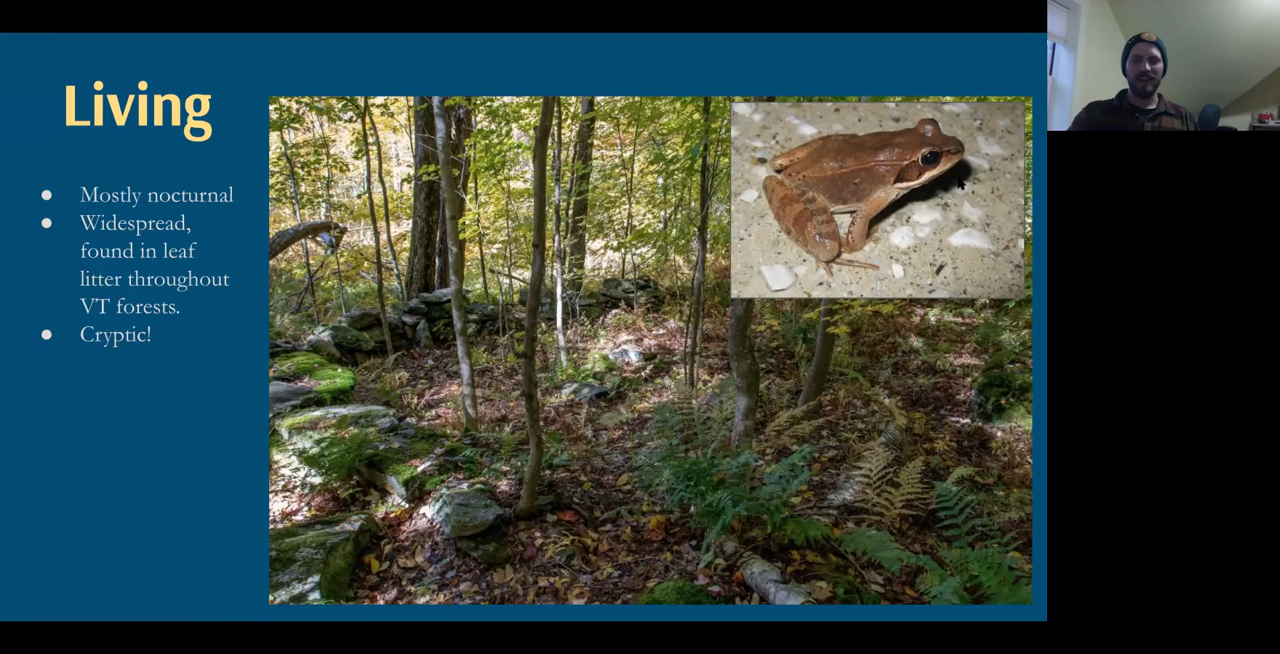 Living
● Mostly nocturnal
● Widespread,
found in leaf
litter throughout
VT forests.
● Cryptic!